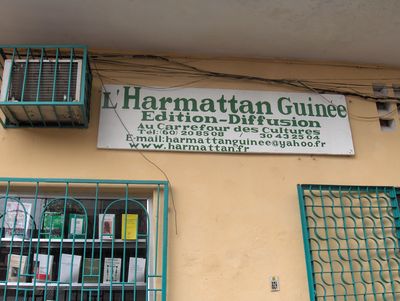 L'Harmattan Guinee
Edition-Diffusion
Au Carrefour des Cultures
Tél:(60) 20 85 08 / 30 43 25 04
E-mail:harmattanguinee@yahoo.fr
www.harmattan.fr